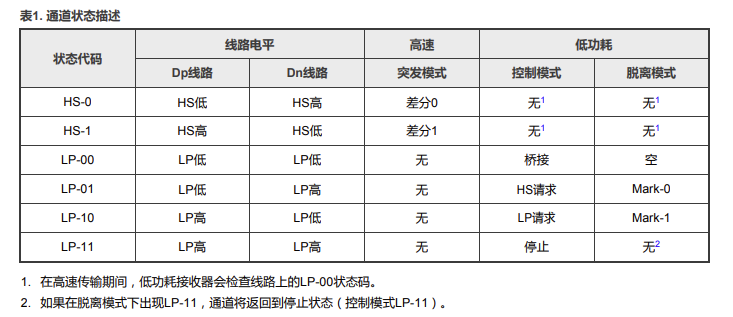 表1. 通道状态描述
状态代码 线路电平 高速 低功耗
Dp线路 Dn线路 突发模式 控制模式 脱离模式
HS-0 HS低 HS高 差分0 无1 无1
HS-1 HS高 HS低 差分1 无1 无1
LP-00 LP低 LP低 无 桥接 空
LP-01 LP低 LP高 无 HS请求 Mark-0
LP-10 LP高 LP低 无 LP请求 Mark-1
LP-11 LP高 LP高 无 停止 无2
1. 在高速传输期间，低功耗接收器会检查线路上的LP-00状态码。
2. 如果在脱离模式下出现LP-11，通道将返回到停止状态（控制模式LP-11）。